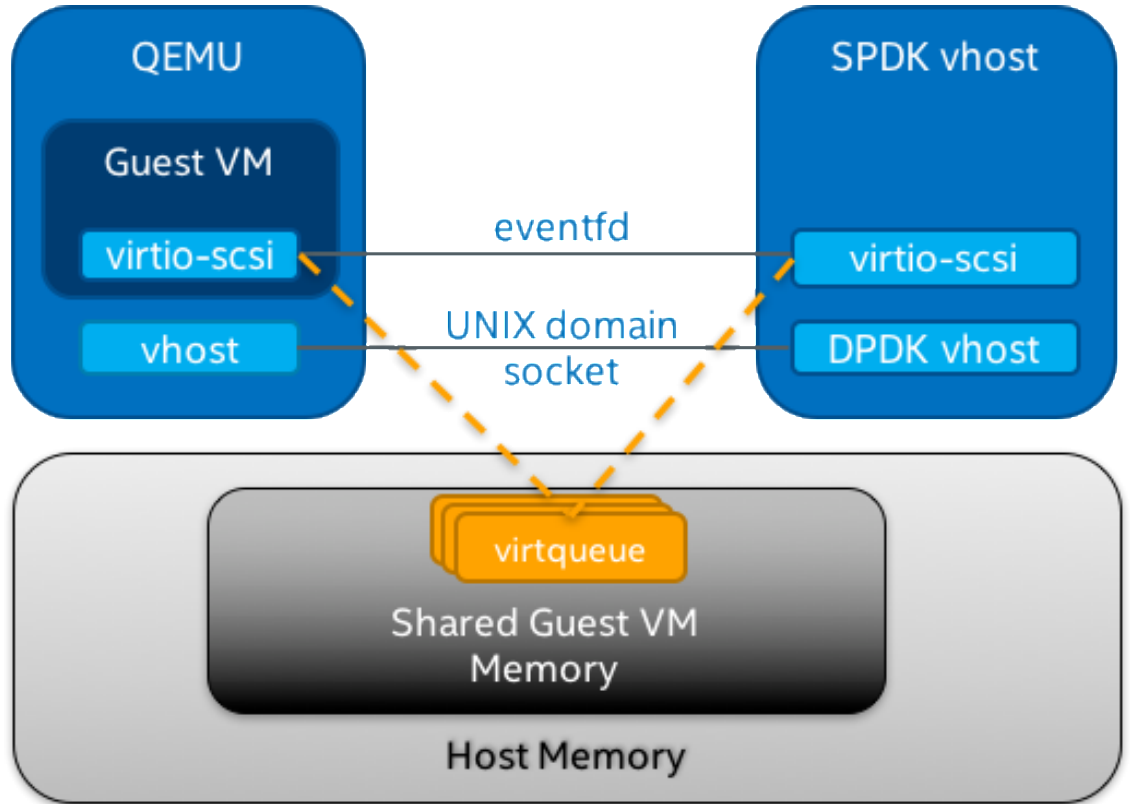 QEMU
Guest VM
virtio-scsi
vhost
eventfd
UNIX domain
socket
SPDK vhost
virtio-scsi
DPDK vhost
virtqueue
Shared Guest VM
Memory
Host Memory